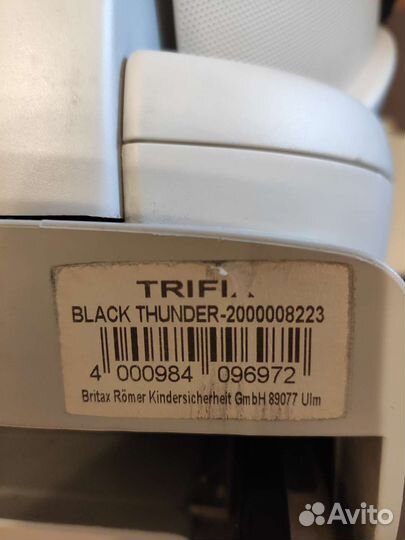 BLACK THUNDER-2000008223
4 000984 096972
Britax Römer Kindersicherheit GmbH 89077 Ulm
Avito